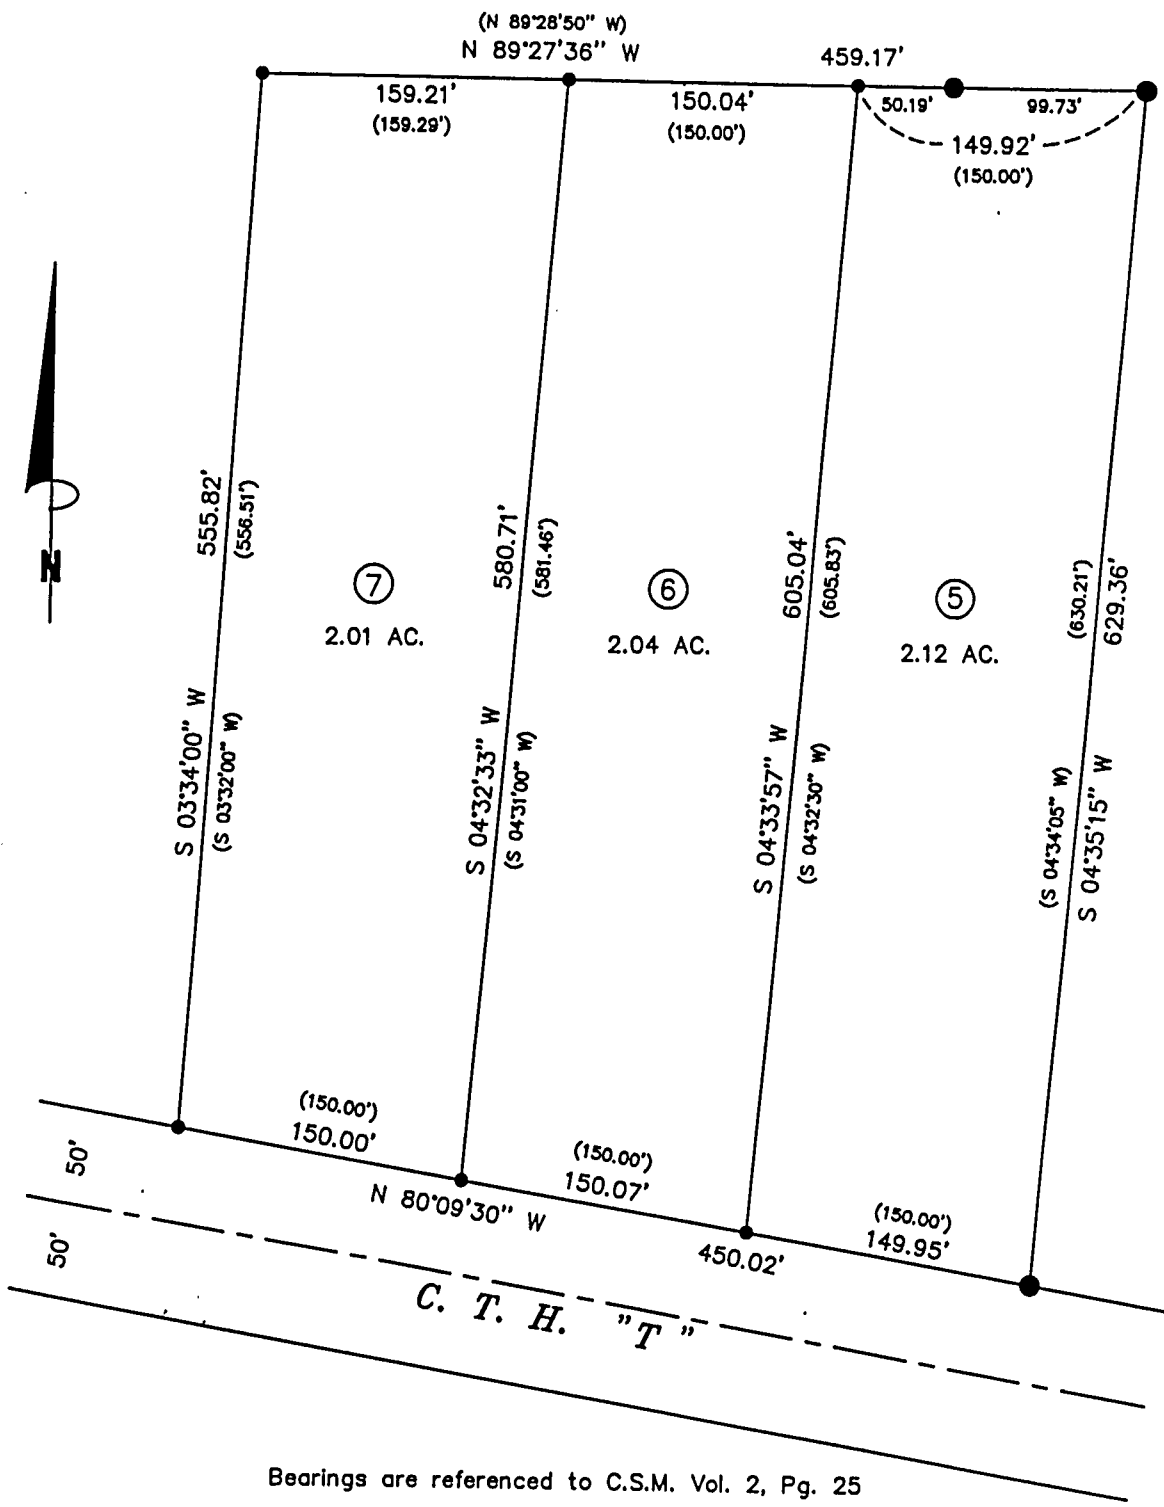 (N 89°28'50" W)
N 89°27'36" W
459.17'
159.21'
(159.29')
150.04'
(150.00')
50.19'
99.73'
149.92'
(150.00')
555.82'
(556.51')
580.71'
(581.46')
605.04'
(605.83')
(630.21')
629.36'
N
7
2.01 AC.
6
2.04 AC.
5
2.12 AC.
S 03°34'00" W
(S 03°32'00" W)
S 04°32'33" W
(S 04°31'00" W)
S 04°33'57" W
(S 04°32'30" W)
(S 04°34'05" W)
S 04°35'15" W
(150.00')
150.00'
(150.00')
150.07'
(150.00')
149.95'
N 80°09'30" W
450.02'
50'
50'
C. T. H. "T"
Bearings are referenced to C.S.M. Vol. 2, Pg. 25